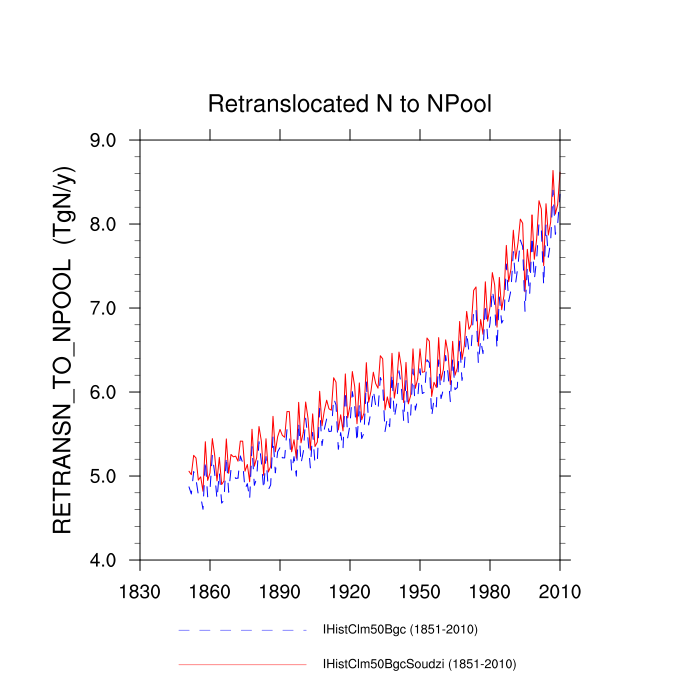 Retranslocated N to NPool
RETRANSN_TO_NPOOL (TgN/y)
9.0
8.0
7.0
6.0
5.0
4.0
1830 1860 1890 1920 1950 1980 2010
IHistClm50Bgc (1851-2010)
IHistClm50BgcSoudzi (1851-2010)